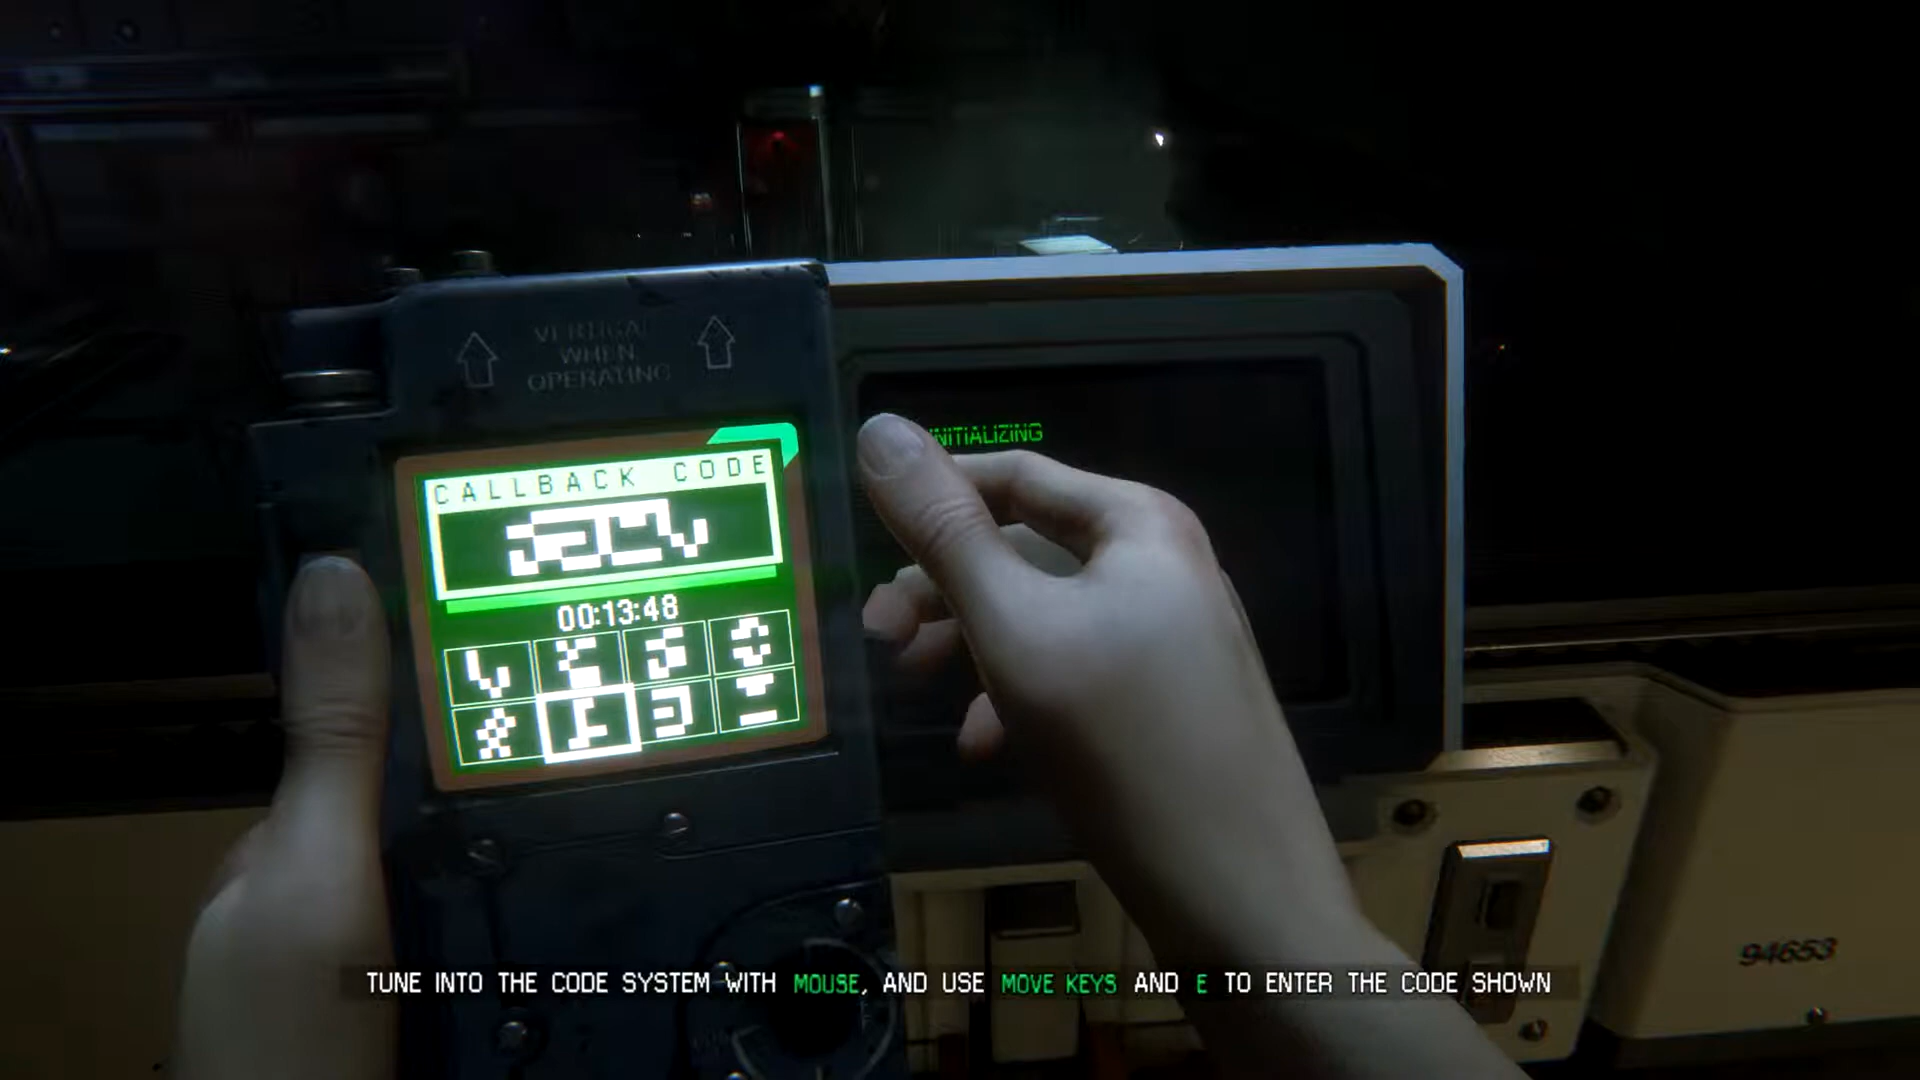 VERTICAL
WHEN
OPERATING
INITIALIZING
CALLBACK CODE
00:13:48
94653
TUNE INTO THE CODE SYSTEM WITH MOUSE, AND USE MOVE KEYS AND E TO ENTER THE CODE SHOWN